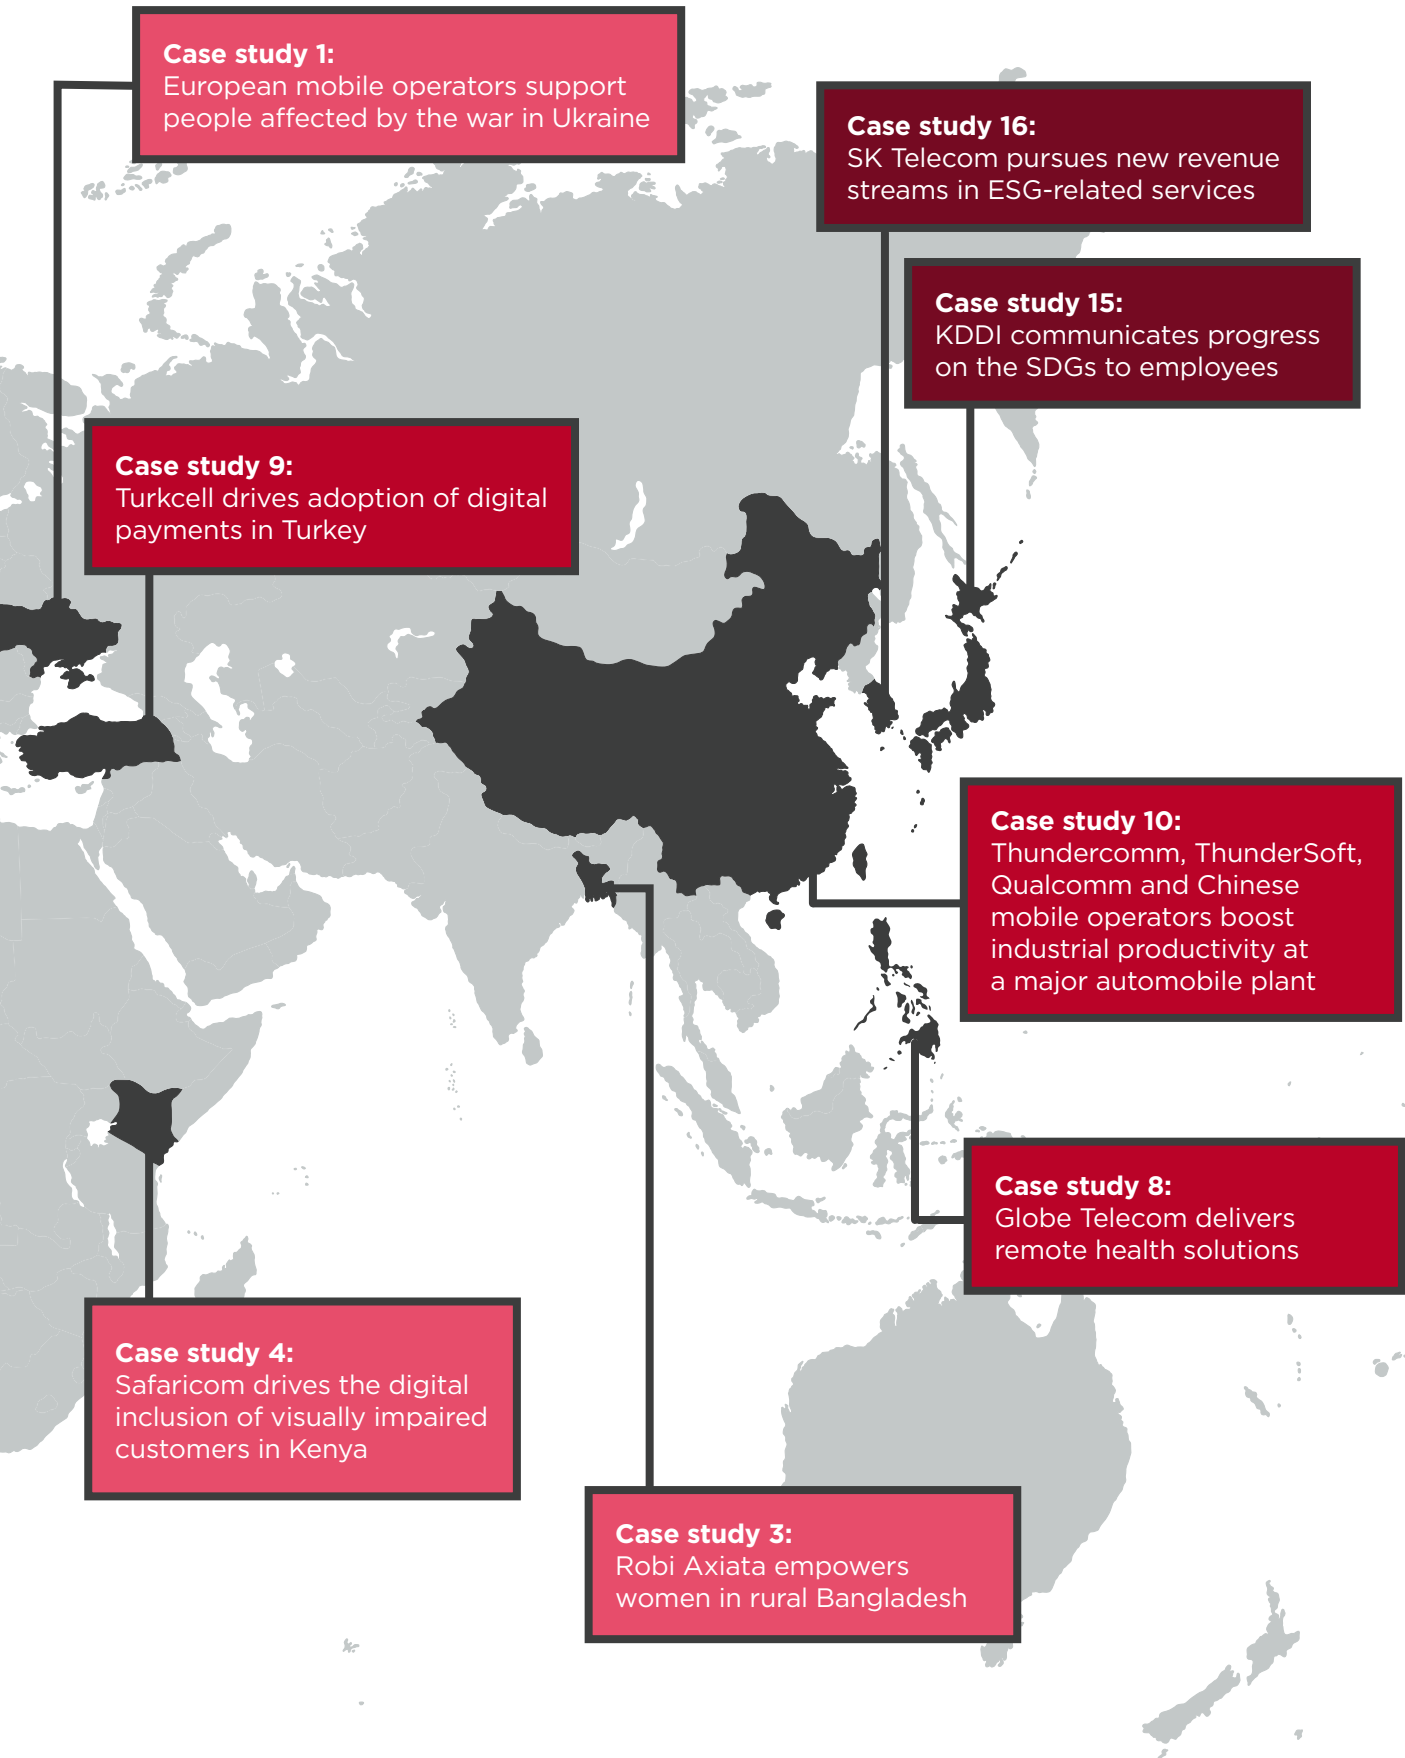 Case study 1:
European mobile operators support
people affected by the war in Ukraine
Case study 16:
SK Telecom pursues new revenue
streams in ESG-related services
Case study 15:
KDDI communicates progress
on the SDGs to employees
Case study 9:
Turkcell drives adoption of digital
payments in Turkey
Case study 10:
Thundercomm, ThunderSoft,
Qualcomm and Chinese
mobile operators boost
industrial productivity at
a major automobile plant
Case study 8:
Globe Telecom delivers
remote health solutions
Case study 4:
Safaricom drives the digital
inclusion of visually impaired
customers in Kenya
Case study 3:
Robi Axiata empowers
women in rural Bangladesh